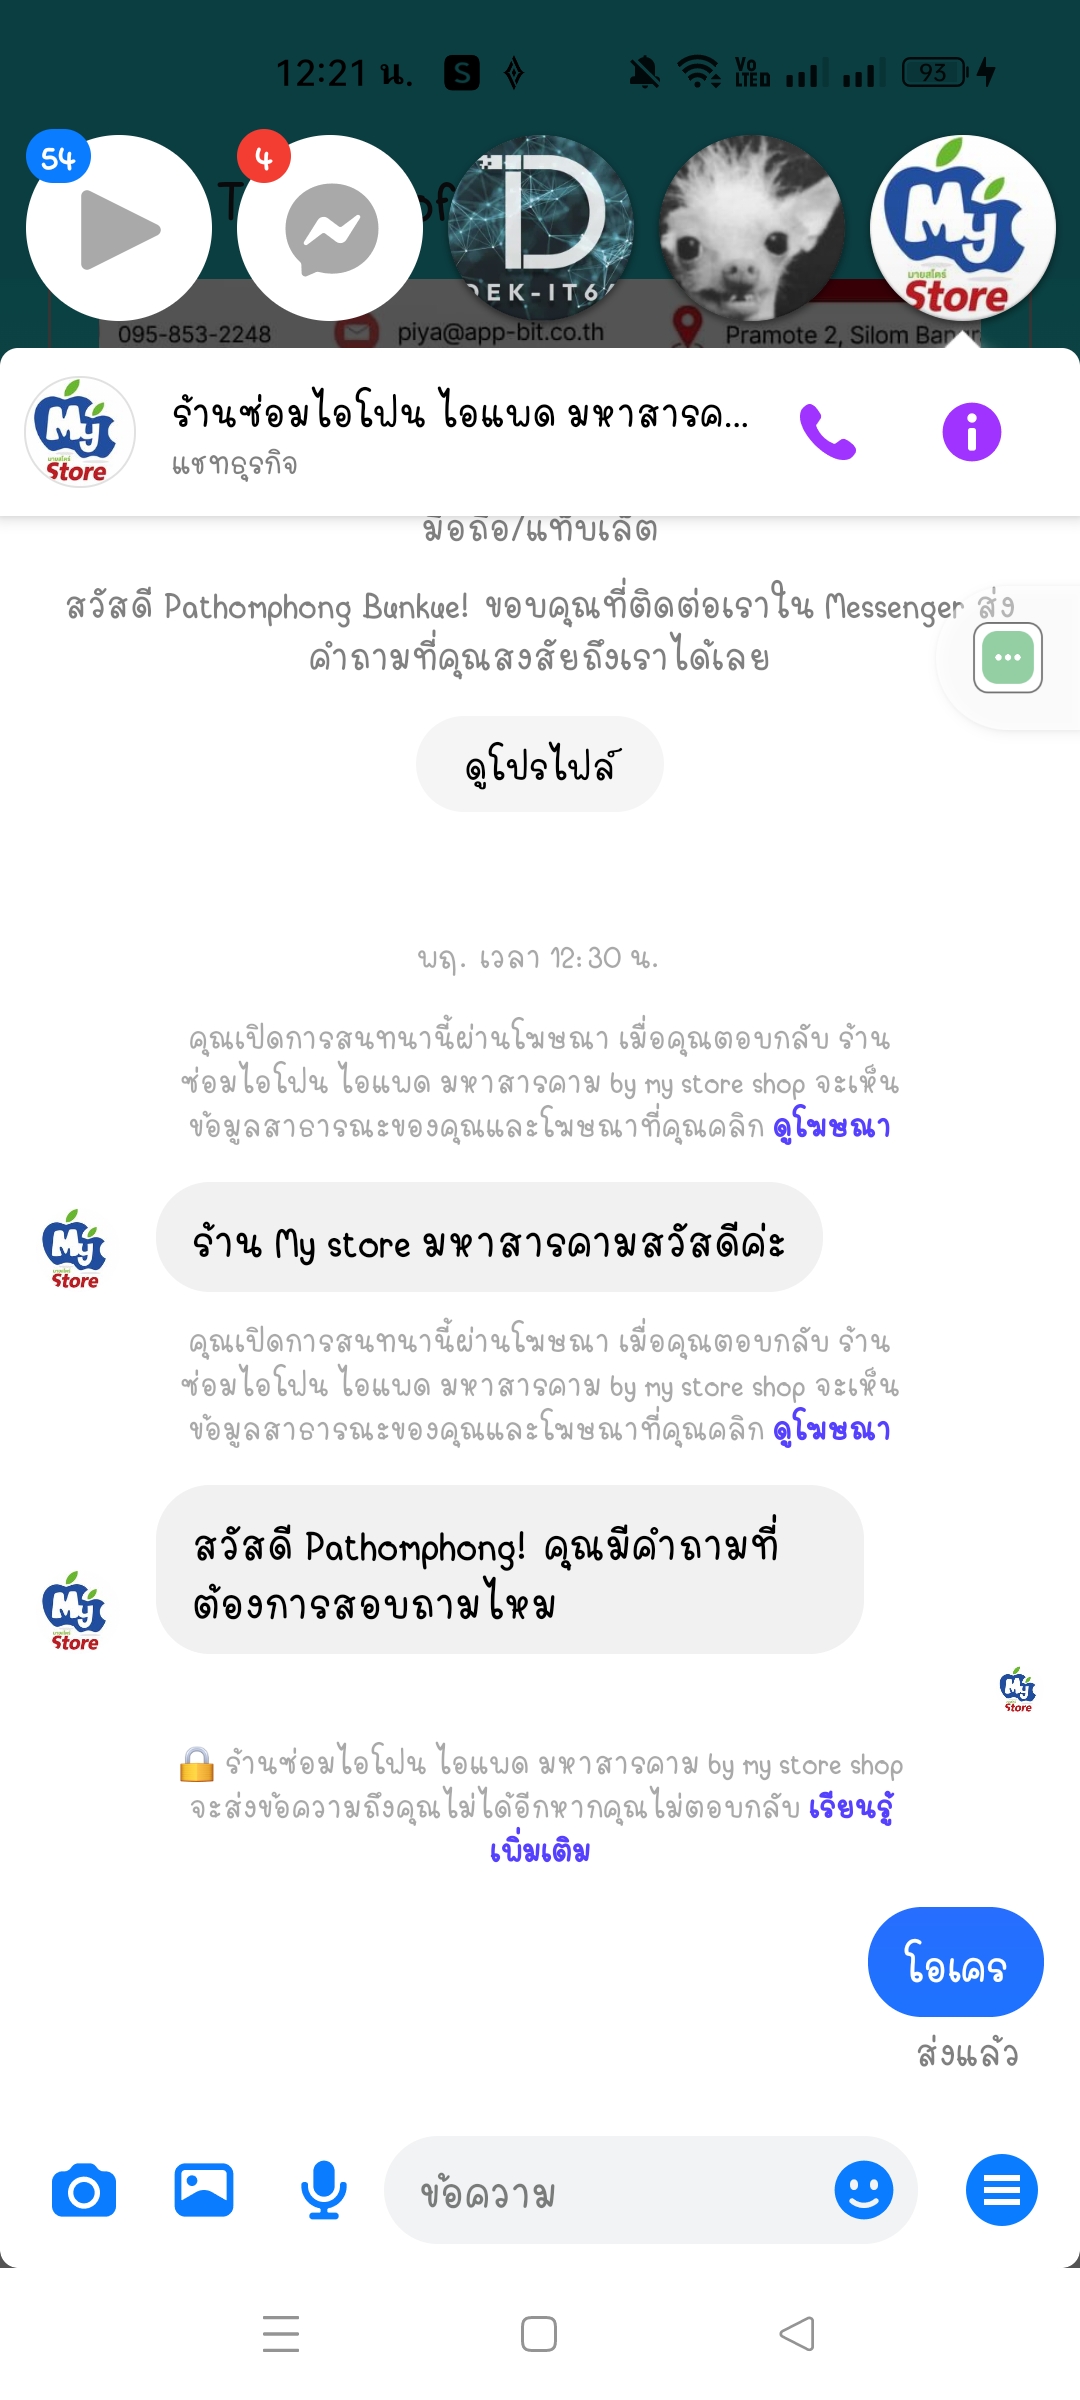 12:21 น.
S
Vo
LTED
93
54
4
DEK-IT6
My
มายสโตร์
Store
095-853-2248
piya@app-bit.co.th
Pramote 2, Silom Bangr
My
Store
ร้านซ่อมไอโฟน ไอแพด มหาสารค...
แชทธุรกิจ
มือถือ/แท็บเล็ต
สวัสดี Pathomphong Bunkue! ขอบคุณที่ติดต่อเราใน Messenger ส่ง
คำถามที่คุณสงสัยถึงเราได้เลย
ดูโปรไฟล์
พฤ. เวลา 12:30 น.
คุณเปิดการสนทนานี้ผ่านโฆษณา เมื่อคุณตอบกลับ ร้าน
ซ่อมไอโฟน ไอแพด มหาสารคาม by my store shop จะเห็น
ข้อมูลสาธารณะของคุณและโฆษณาที่คุณคลิก ดูโฆษณา
My
Store
ร้าน My store มหาสารคามสวัสดีค่ะ
คุณเปิดการสนทนานี้ผ่านโฆษณา เมื่อคุณตอบกลับ ร้าน
ซ่อมไอโฟน ไอแพด มหาสารคาม by my store shop จะเห็น
ข้อมูลสาธารณะของคุณและโฆษณาที่คุณคลิก ดูโฆษณา
สวัสดี Pathomphong! คุณมีคำถามที่
ต้องการสอบถามไหม
My
Store
My
Store
ร้านซ่อมไอโฟน ไอแพด มหาสารคาม by my store shop
จะส่งข้อความถึงคุณไม่ได้อีกหากคุณไม่ตอบกลับ เรียนรู้
เพิ่มเติม
โอเคร
ส่งแล้ว
ข้อความ